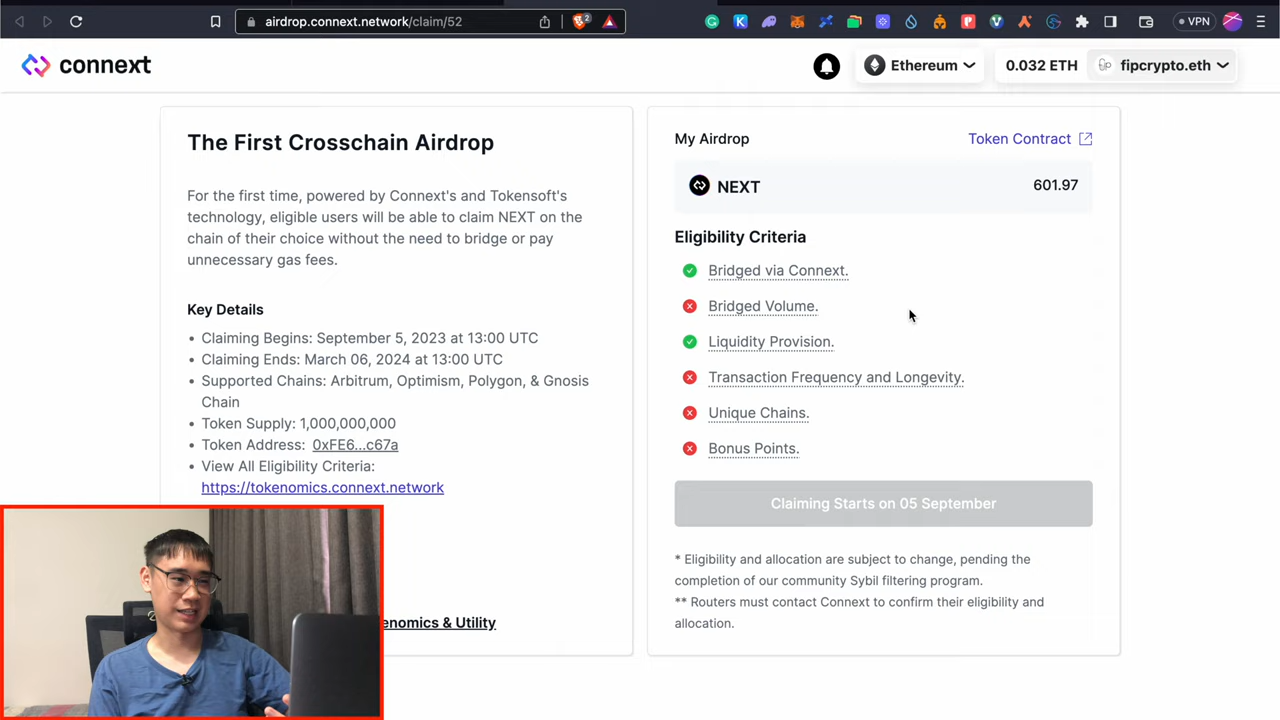 airdrop.connext.network/claim/52
2
VPN
connext
Ethereum
0.032 ETH
fipcrypto.eth
The First Crosschain Airdrop
For the first time, powered by Connext's and Tokensoft's
technology, eligible users will be able to claim NEXT on the
chain of their choice without the need to bridge or pay
unnecessary gas fees.
Key Details
• Claiming Begins: September 5, 2023 at 13:00 UTC
• Claiming Ends: March 06, 2024 at 13:00 UTC
• Supported Chains: Arbitrum, Optimism, Polygon, & Gnosis
Chain
• Token Supply: 1,000,000,000
• Token Address: 0xFE6...c67a
• View All Eligibility Criteria:
https://tokenomics.connext.network
enomics & Utility
My Airdrop
Token Contract
NEXT
601.97
Eligibility Criteria
Bridged via Connext.
Bridged Volume.
Liquidity Provision.
Transaction Frequency and Longevity.
Unique Chains.
Bonus Points.
Claiming Starts on 05 September
* Eligibility and allocation are subject to change, pending the
completion of our community Sybil filtering program.
** Routers must contact Connext to confirm their eligibility and
allocation.